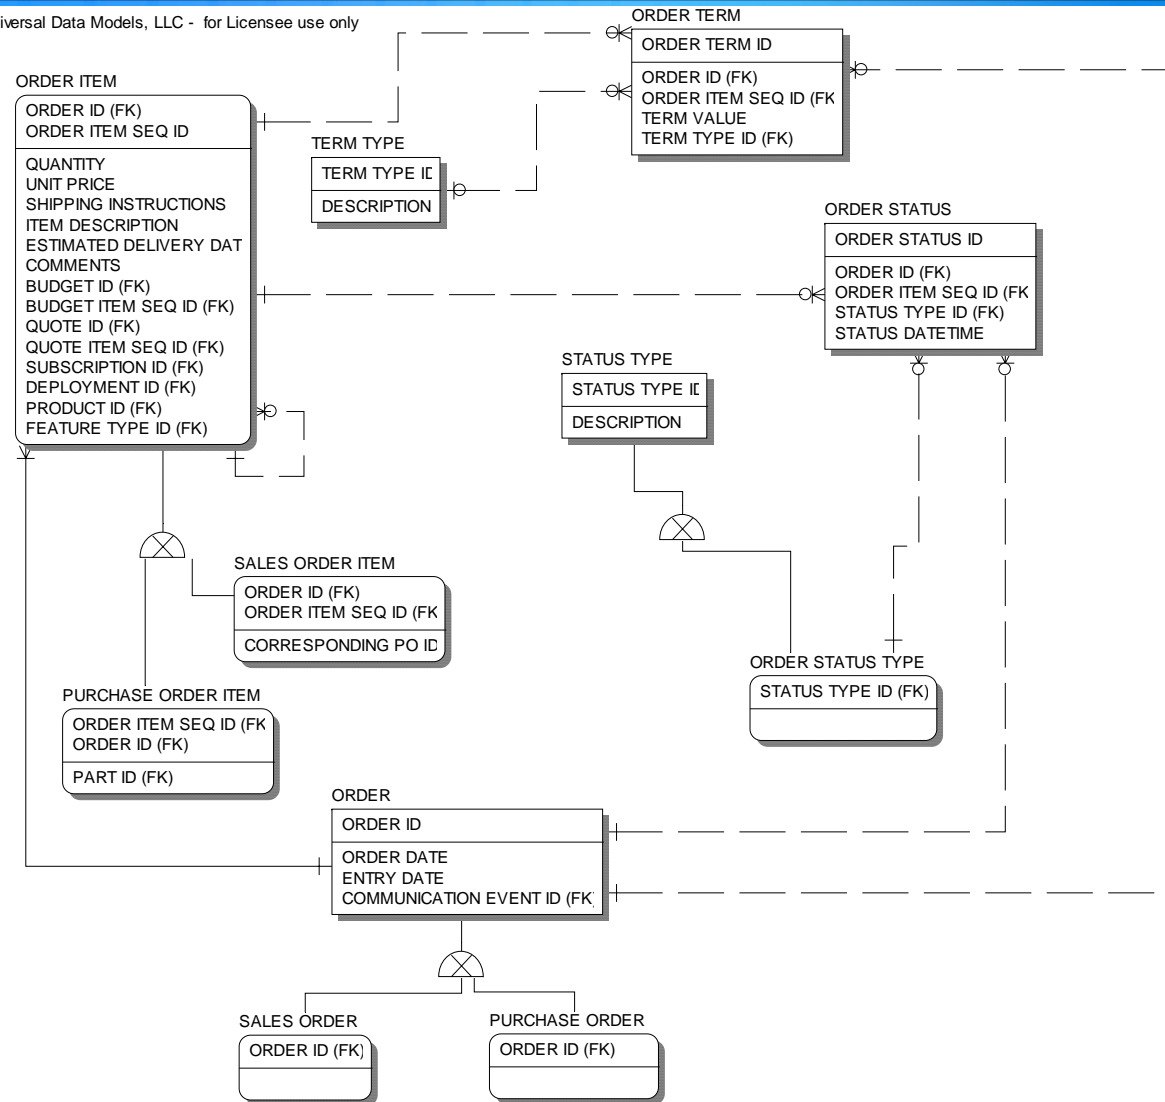 iversal Data Models, LLC - for Licensee use only
ORDER TERM
ORDER TERM ID
ORDER ID (FK)
ORDER ITEM SEQ ID (FK
TERM VALUE
TERM TYPE ID (FK)
ORDER ITEM
ORDER ID (FK)
ORDER ITEM SEQ ID
QUANTITY
UNIT PRICE
SHIPPING INSTRUCTIONS
ITEM DESCRIPTION
ESTIMATED DELIVERY DAT
COMMENTS
BUDGET ID (FK)
BUDGET ITEM SEQ ID (FK)
QUOTE ID (FK)
QUOTE ITEM SEQ ID (FK)
SUBSCRIPTION ID (FK)
DEPLOYMENT ID (FK)
PRODUCT ID (FK)
FEATURE TYPE ID (FK)
TERM TYPE
TERM TYPE ID
DESCRIPTION
ORDER STATUS
ORDER STATUS ID
ORDER ID (FK)
ORDER ITEM SEQ ID (FK
STATUS TYPE ID (FK)
STATUS DATETIME
STATUS TYPE
STATUS TYPE ID
DESCRIPTION
SALES ORDER ITEM
ORDER ID (FK)
ORDER ITEM SEQ ID (FK
CORRESPONDING PO ID
ORDER STATUS TYPE
STATUS TYPE ID (FK)
PURCHASE ORDER ITEM
ORDER ITEM SEQ ID (FK
ORDER ID (FK)
PART ID (FK)
ORDER
ORDER ID
ORDER DATE
ENTRY DATE
COMMUNICATION EVENT ID (FK)
SALES ORDER
ORDER ID (FK)
PURCHASE ORDER
ORDER ID (FK)